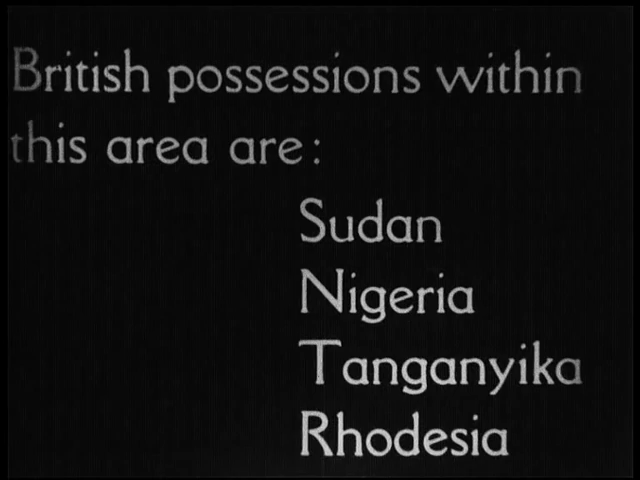 British possessions within
this area are:
Sudan
Nigeria
Tanganyika
Rhodesia